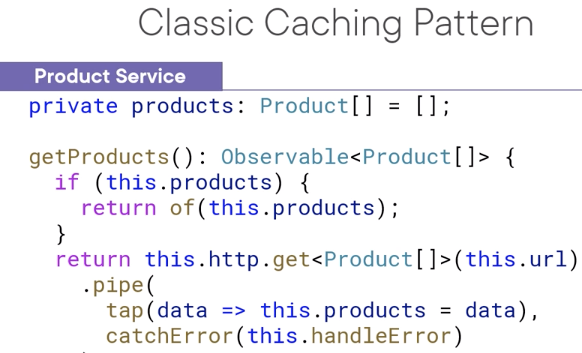 Classic Caching Pattern
Product Service
private products: Product[] = [];
getProducts(): Observable<Product[]> {
if (this.products) {
return of(this.products);
}
return this.http.get<Product[]>(this.url)
.pipe(
tap(data => this.products = data),
catchError(this.handleError)